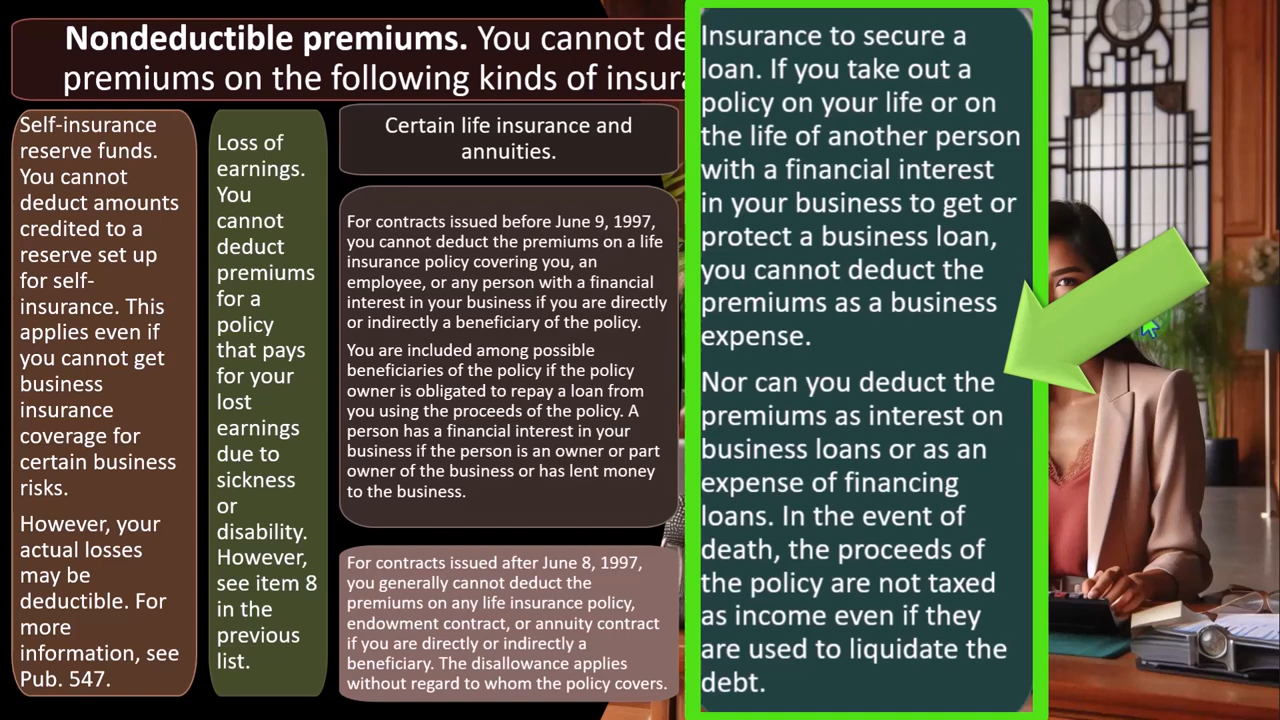 Nondeductible premiums. You cannot de
premiums on the following kinds of insura
Self-insurance
reserve funds.
You cannot
deduct amounts
credited to a
reserve set up
for self-
insurance. This
applies even if
you cannot get
business
insurance
coverage for
certain business
risks.
However, your
actual losses
may be
deductible. For
more
information, see
Pub. 547.
Loss of
earnings.
You
cannot
deduct
premiums
for a
policy
that pays
for your
lost
earnings
due to
sickness
or
disability.
However,
see item 8
in the
previous
list.
Certain life insurance and
annuities.
For contracts issued before June 9, 1997,
you cannot deduct the premiums on a life
insurance policy covering you, an
employee, or any person with a financial
interest in your business if you are directly
or indirectly a beneficiary of the policy.
You are included among possible
beneficiaries of the policy if the policy
owner is obligated to repay a loan from
you using the proceeds of the policy. A
person has a financial interest in your
business if the person is an owner or part
owner of the business or has lent money
to the business.
For contracts issued after June 8, 1997,
you generally cannot deduct the
premiums on any life insurance policy,
endowment contract, or annuity contract
if you are directly or indirectly a
beneficiary. The disallowance applies
without regard to whom the policy covers.
Insurance to secure a
loan. If you take out a
policy on your life or on
the life of another person
with a financial interest
in your business to get or
protect a business loan,
you cannot deduct the
premiums as a business
expense.
Nor can you deduct the
premiums as interest on
business loans or as an
expense of financing
loans. In the event of
death, the proceeds of
the policy are not taxed
as income even if they
are used to liquidate the
debt.